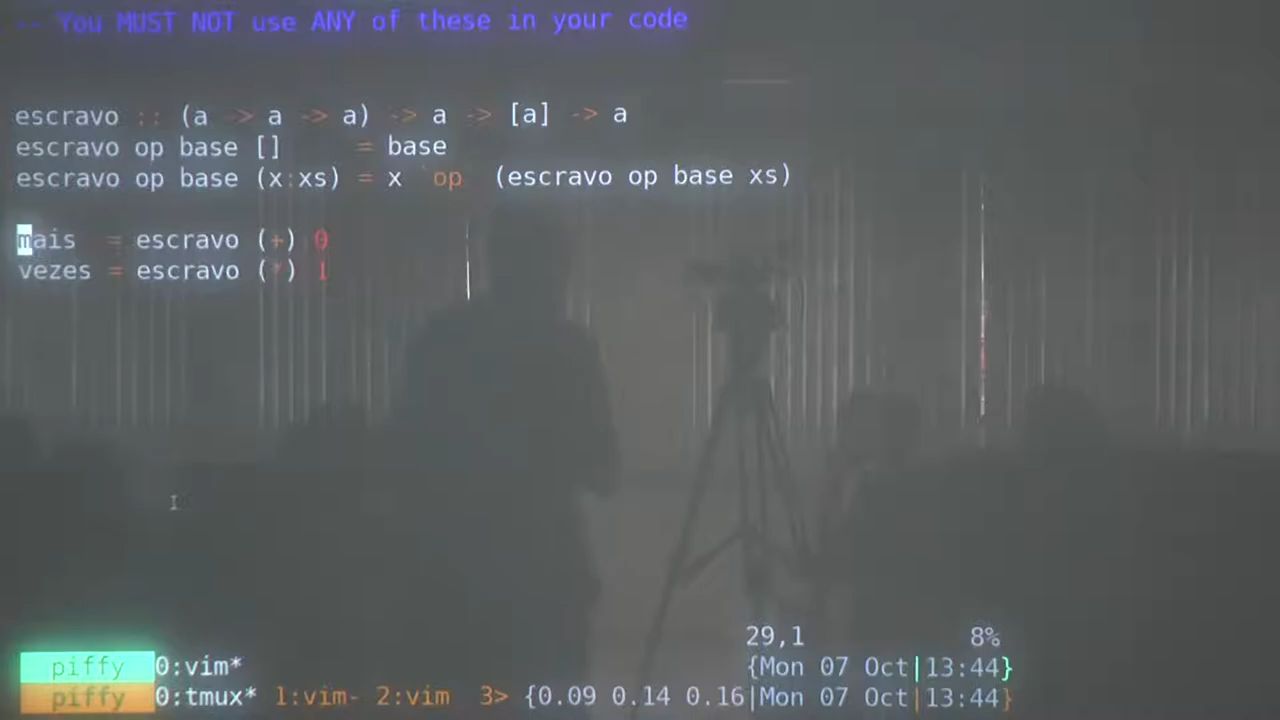 -- You MUST NOT use ANY of these in your code
escravo :: (a -> a -> a) -> a -> [a] -> a
escravo op base []     = base
escravo op base (x:xs) = x `op` (escravo op base xs)
mais  = escravo (+) 0
vezes = escravo (*) 1
29,1 8%
piffy 0:vim* {Mon 07 Oct|13:44}
piffy 0:tmux* 1:vim- 2:vim 3> {0.09 0.14 0.16|Mon 07 Oct|13:44}